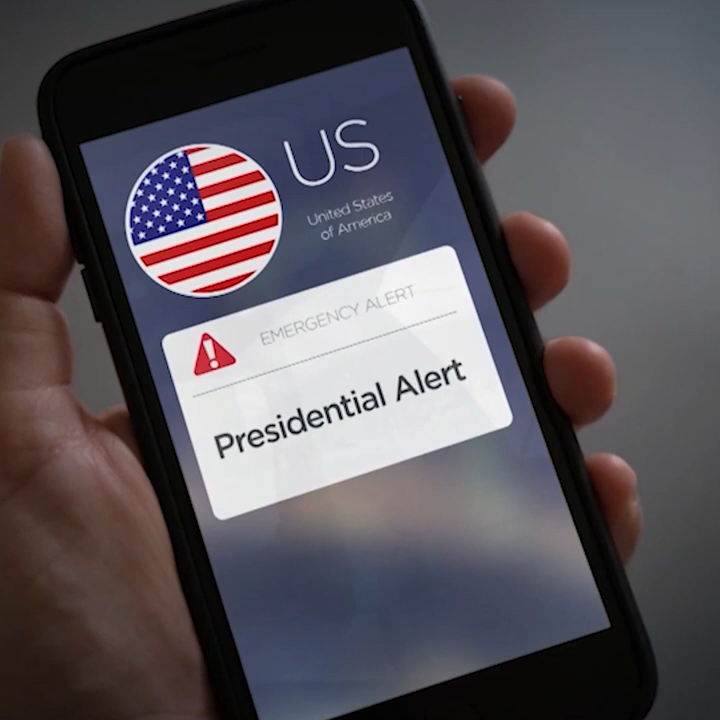 US
United States
of America
EMERGENCY ALERT
Presidential Alert